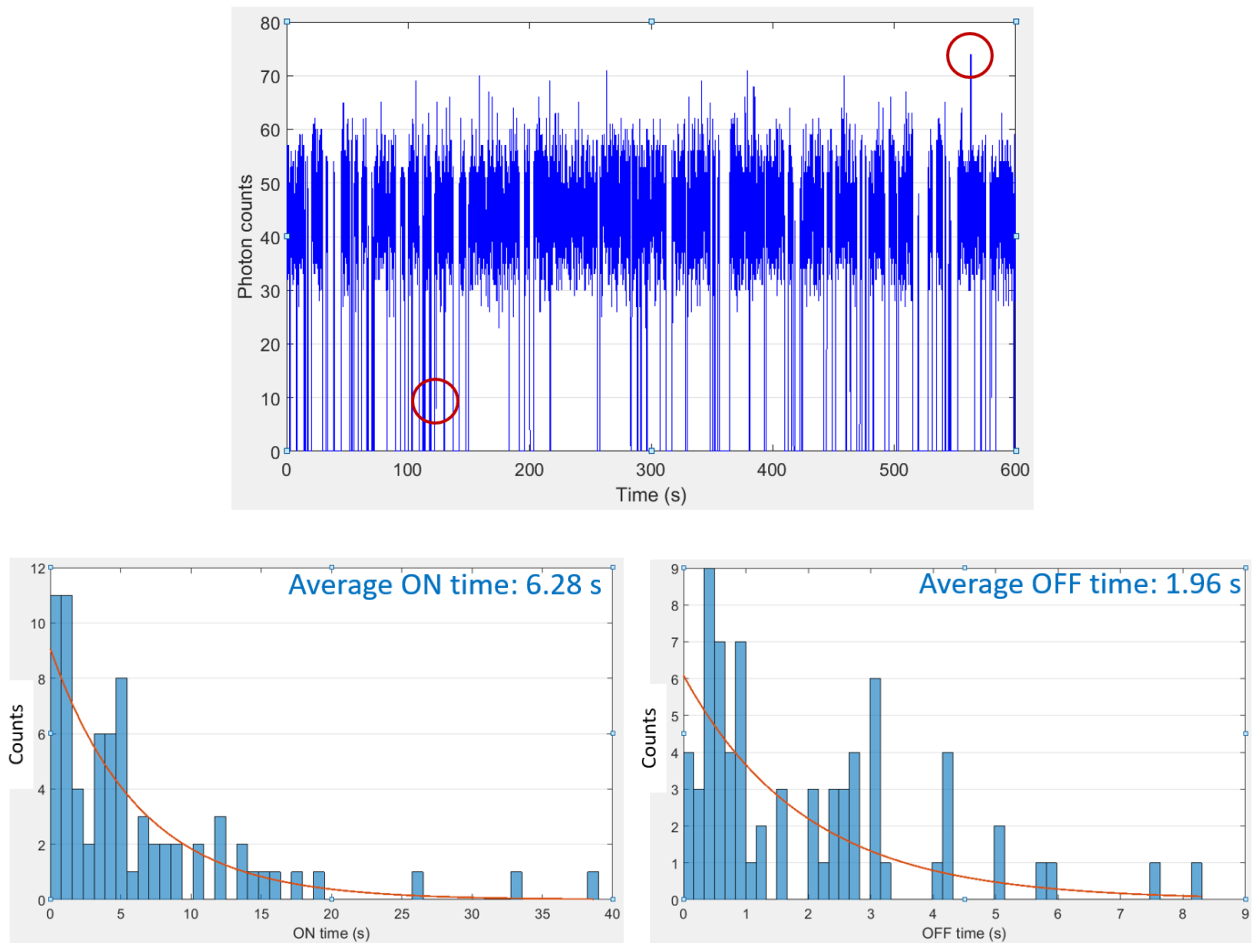 80
70
60
50
40
30
20
10
0
Photon counts
0 100 200 300 400 500 600
Time (s)
Average ON time: 6.28 s
12
10
8
6
4
2
0
Counts
0 5 10 15 20 25 30 35 40
ON time (s)
Average OFF time: 1.96 s
9
8
7
6
5
4
3
2
1
0
Counts
0 1 2 3 4 5 6 7 8 9
OFF time (s)